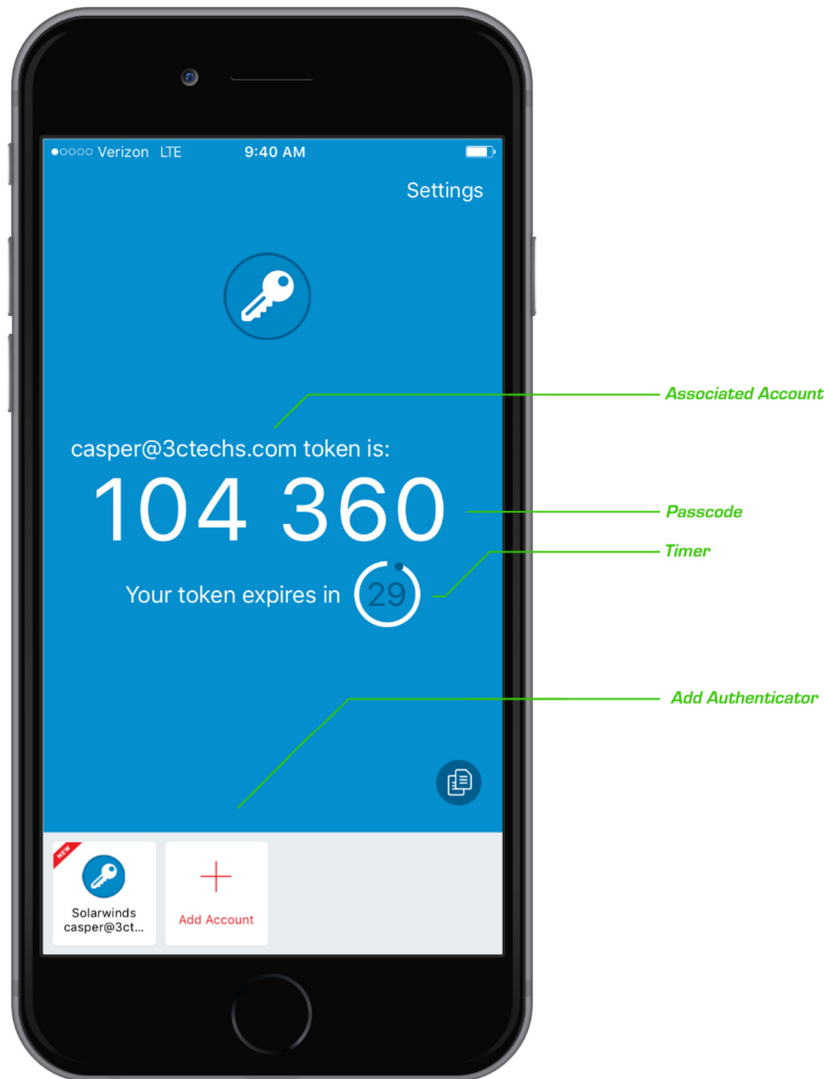 Verizon LTE 9:40 AM
Settings
Associated Account
casper@3ctechs.com token is:
104 360
Passcode
Timer
Your token expires in 29
Add Authenticator
NEW
Solarwinds
casper@3ct...
Add Account